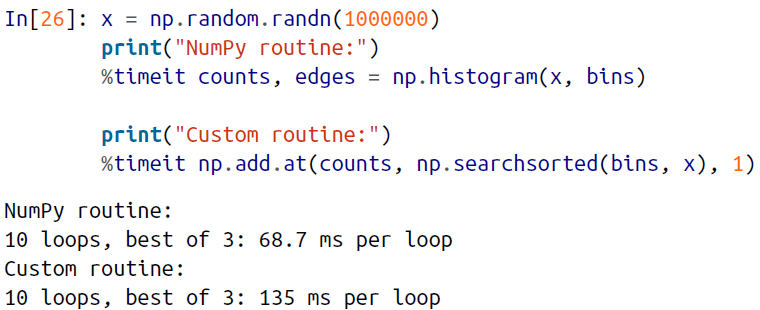 In[26]: x = np.random.randn(1000000)
print("NumPy routine:")
%timeit counts, edges = np.histogram(x, bins)
print("Custom routine:")
%timeit np.add.at(counts, np.searchsorted(bins, x), 1)
NumPy routine:
10 loops, best of 3: 68.7 ms per loop
Custom routine:
10 loops, best of 3: 135 ms per loop